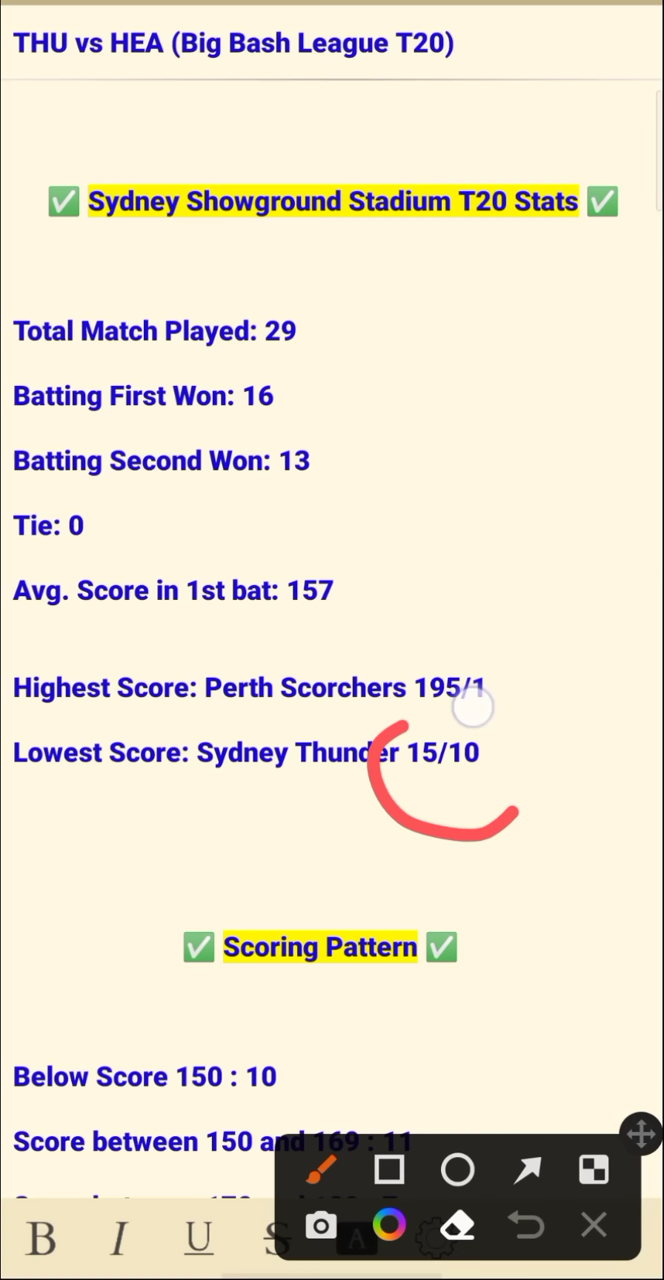 THU vs HEA (Big Bash League T20)
✅ Sydney Showground Stadium T20 Stats ✅
Total Match Played: 29
Batting First Won: 16
Batting Second Won: 13
Tie: 0
Avg. Score in 1st bat: 157
Highest Score: Perth Scorchers 195/1
Lowest Score: Sydney Thunder 15/10
✅ Scoring Pattern ✅
Below Score 150 : 10
Score between 150 and 169 : 11
B I U S A